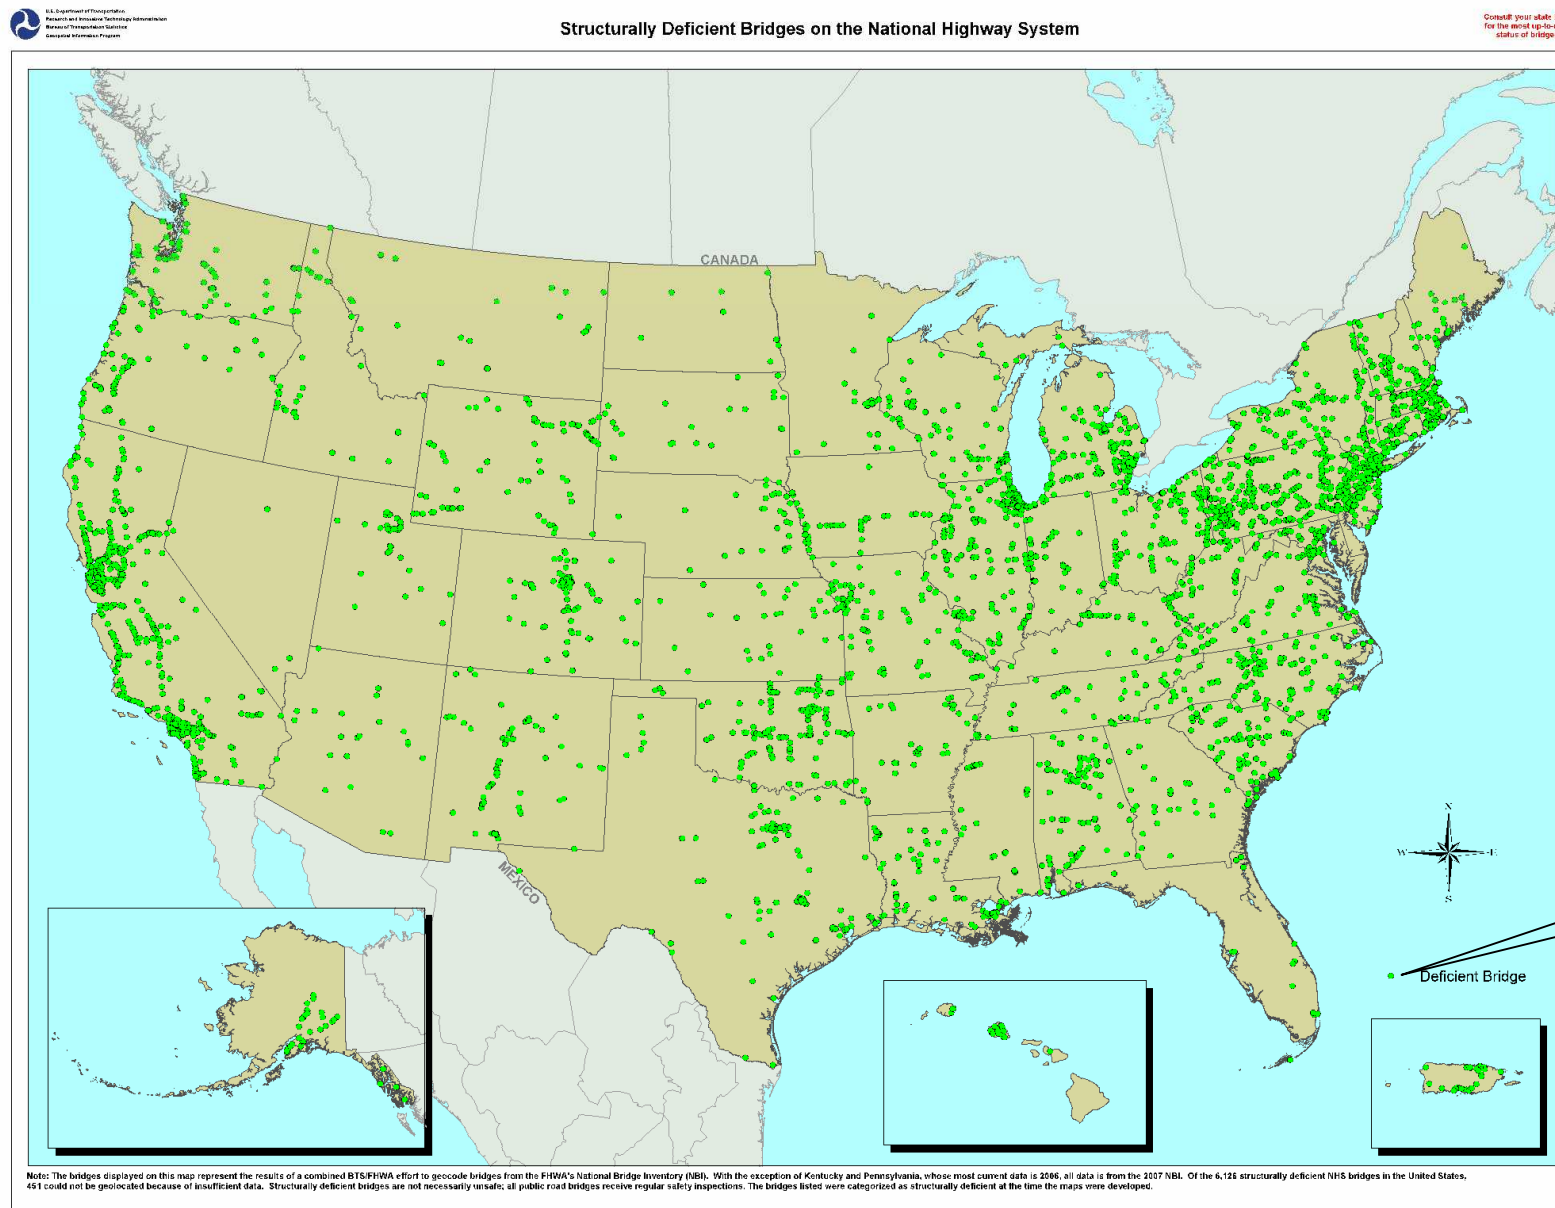 U.S. Department of Transportation
Research and Innovative Technology Administration
Bureau of Transportation Statistics
Geospatial Information Program
Structurally Deficient Bridges on the National Highway System
Consult your state
for the most up-to-
status of bridge
CANADA
MEXICO
N
W
E
S
Deficient Bridge
Note: The bridges displayed on this map represent the results of a combined BTS/FHWA effort to geocode bridges from the FHWA's National Bridge Inventory (NBI). With the exception of Kentucky and Pennsylvania, whose most current data is 2006, all data is from the 2007 NBI. Of the 6,126 structurally deficient NHS bridges in the United States,
451 could not be geolocated because of insufficient data. Structurally deficient bridges are not necessarily unsafe; all public road bridges receive regular safety inspections. The bridges listed were categorized as structurally deficient at the time the maps were developed.